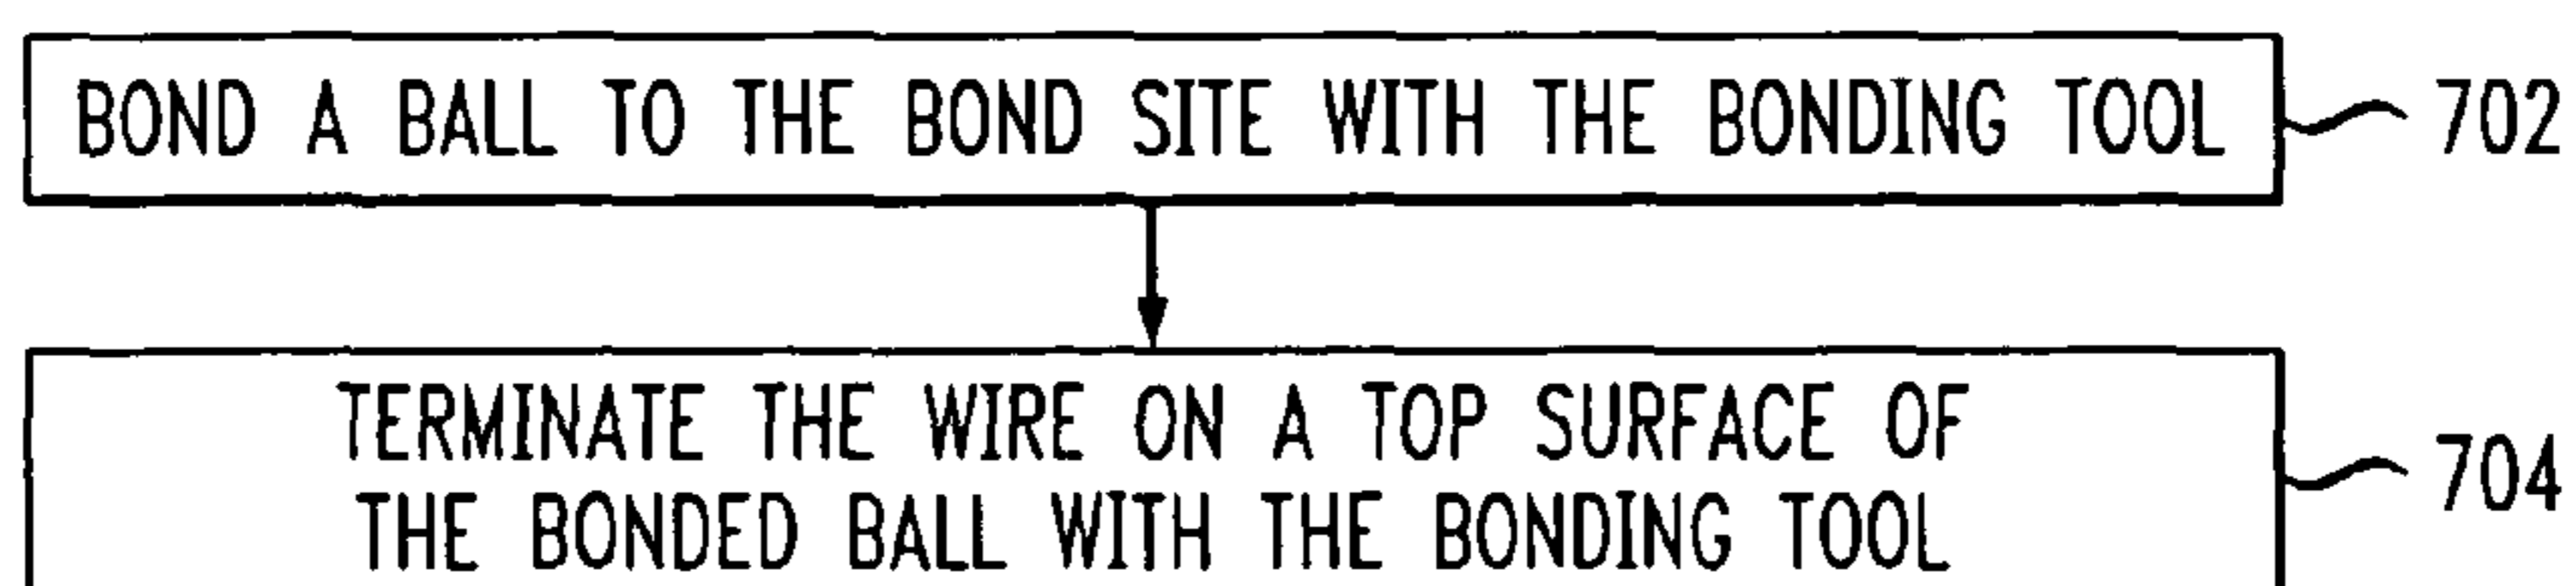 BOND A BALL TO THE BOND SITE WITH THE BONDING TOOL
702
TERMINATE THE WIRE ON A TOP SURFACE OF
THE BONDED BALL WITH THE BONDING TOOL
704